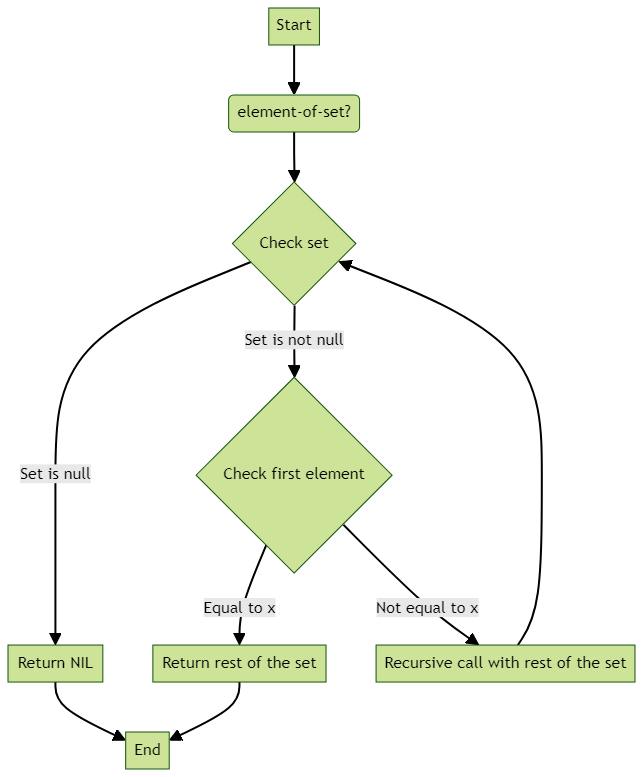 Start
element-of-set?
Check set
Set is not null
Set is null
Check first element
Equal to x
Not equal to x
Return NIL
Return rest of the set
Recursive call with rest of the set
End